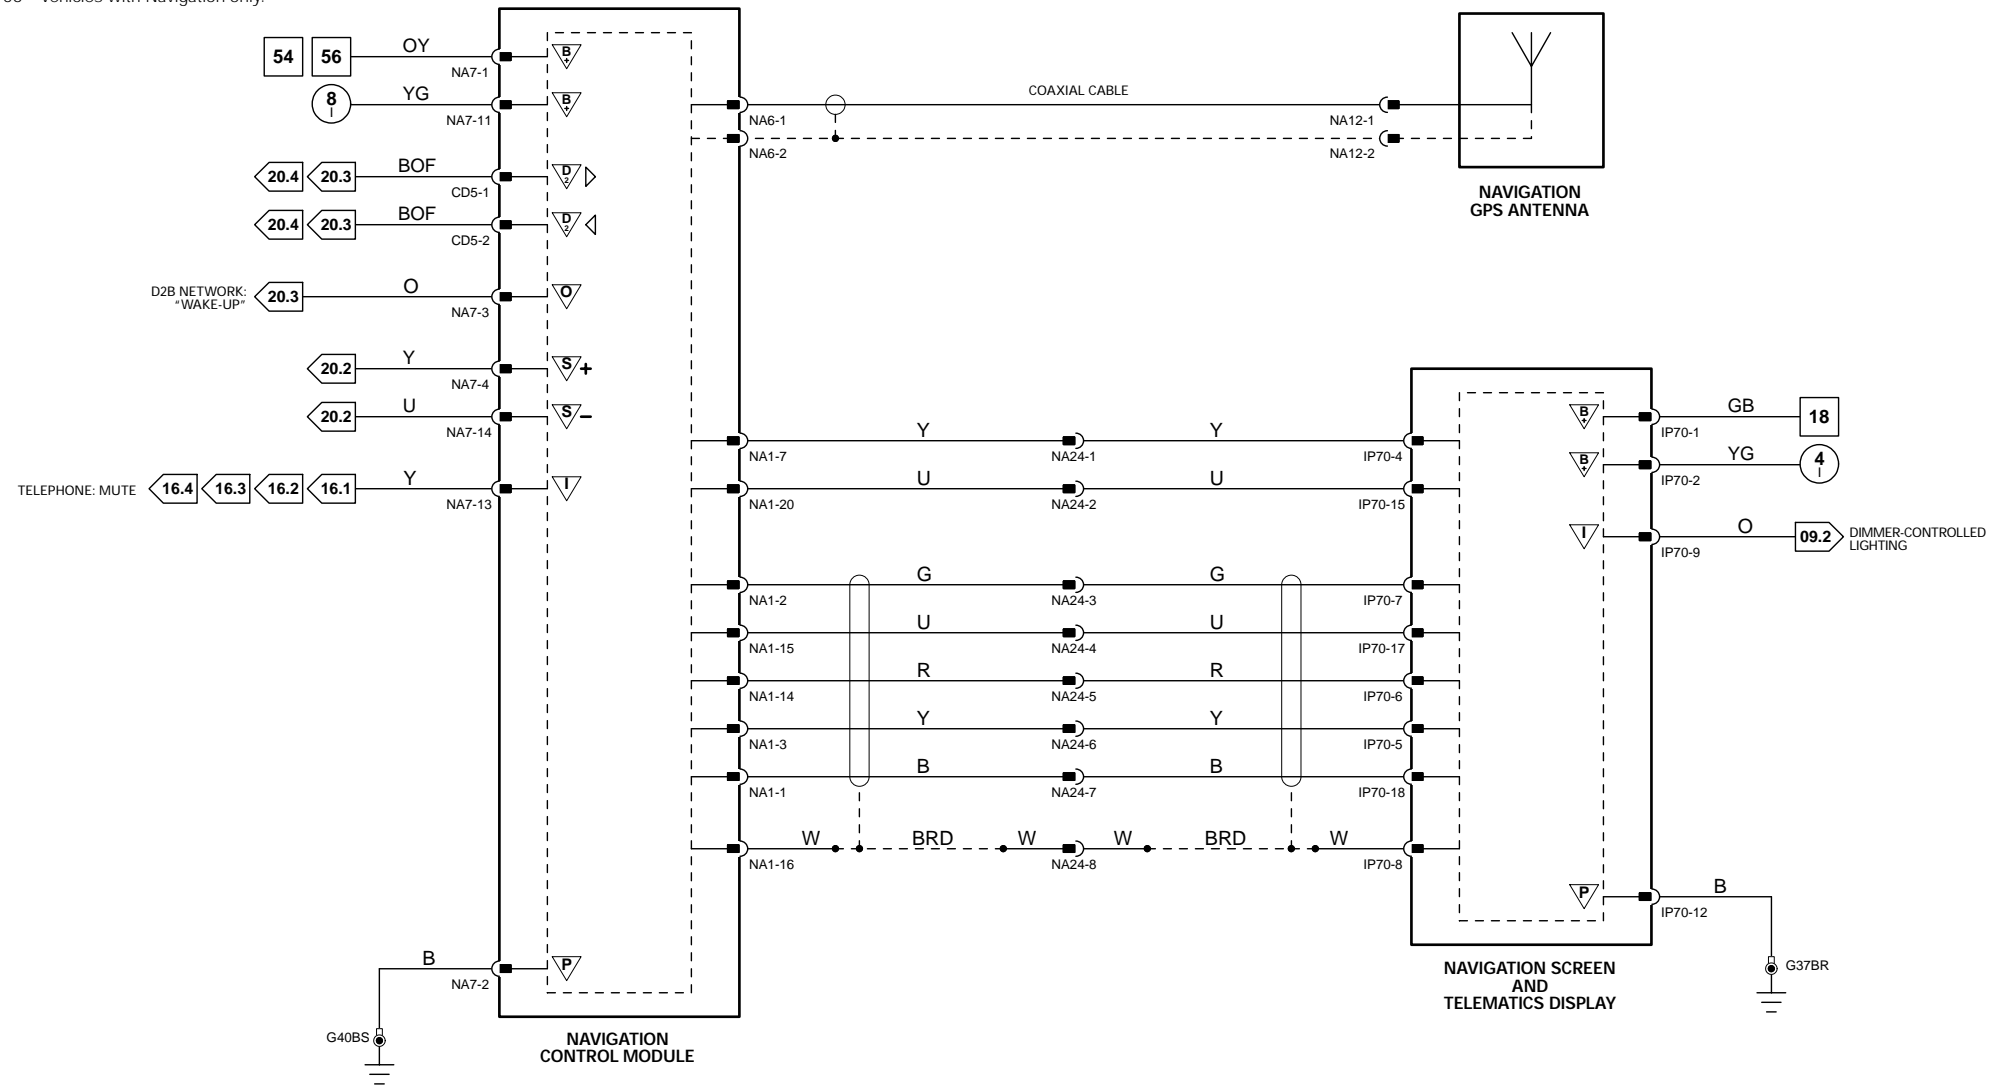 Vehicles with Navigation only.
54 56 OY NA7-1 B+
8 I YG NA7-11 B+
COAXIAL CABLE
NA6-1 NA12-1
NA6-2 NA12-2
NAVIGATION
GPS ANTENNA
20.4 20.3 BOF CD5-1 D2
20.4 20.3 BOF CD5-2 D2
D2B NETWORK:
"WAKE-UP"
20.3 O NA7-3 O
20.2 Y NA7-4 S+
20.2 U NA7-14 S–
TELEPHONE: MUTE 16.4 16.3 16.2 16.1 Y NA7-13 I
NA1-7 Y NA24-1 Y IP70-4
NA1-20 U NA24-2 U IP70-15
NA1-2 G NA24-3 G IP70-7
NA1-15 U NA24-4 U IP70-17
NA1-14 R NA24-5 R IP70-6
NA1-3 Y NA24-6 Y IP70-5
NA1-1 B NA24-7 B IP70-18
NA1-16 W BRD W NA24-8 W BRD W IP70-8
B+ IP70-1 GB 18
B+ IP70-2 YG 4 I
I IP70-9 O 09.2
DIMMER-CONTROLLED
LIGHTING
P IP70-12 B
G37BR
NAVIGATION SCREEN
AND
TELEMATICS DISPLAY
B NA7-2 P
G40BS
NAVIGATION
CONTROL MODULE